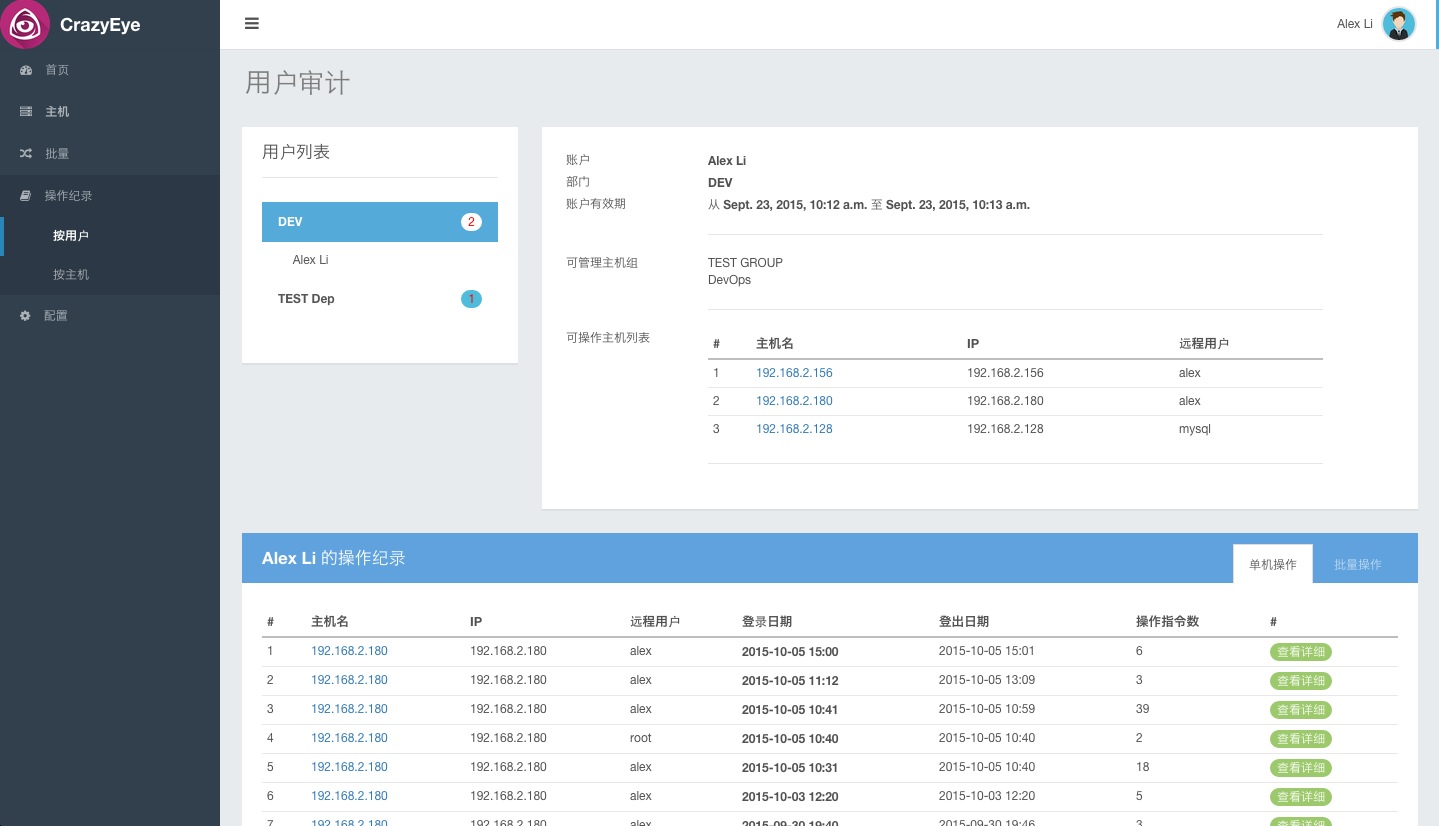 CrazyEye
Alex Li
首页
主机
批量
操作纪录
按用户
按主机
配置
用户审计
用户列表
DEV 2
Alex Li
TEST Dep 1
账户 Alex Li
部门 DEV
账户有效期 从 Sept. 23, 2015, 10:12 a.m. 至 Sept. 23, 2015, 10:13 a.m.
可管理主机组 TEST GROUP
DevOps
可操作主机列表
# 主机名 IP 远程用户
1 192.168.2.156 192.168.2.156 alex
2 192.168.2.180 192.168.2.180 alex
3 192.168.2.128 192.168.2.128 mysql
Alex Li 的操作纪录 单机操作 批量操作
# 主机名 IP 远程用户 登录日期 登出日期 操作指令数 #
1 192.168.2.180 192.168.2.180 alex 2015-10-05 15:00 2015-10-05 15:01 6 查看详细
2 192.168.2.180 192.168.2.180 alex 2015-10-05 11:12 2015-10-05 13:09 3 查看详细
3 192.168.2.180 192.168.2.180 alex 2015-10-05 10:41 2015-10-05 10:59 39 查看详细
4 192.168.2.180 192.168.2.180 root 2015-10-05 10:40 2015-10-05 10:40 2 查看详细
5 192.168.2.180 192.168.2.180 alex 2015-10-05 10:31 2015-10-05 10:40 18 查看详细
6 192.168.2.180 192.168.2.180 alex 2015-10-03 12:20 2015-10-03 12:20 5 查看详细
7 192.168.2.180 192.168.2.180 alex 2015-09-30 19:40 2015-09-30 19:46 3 查看详细